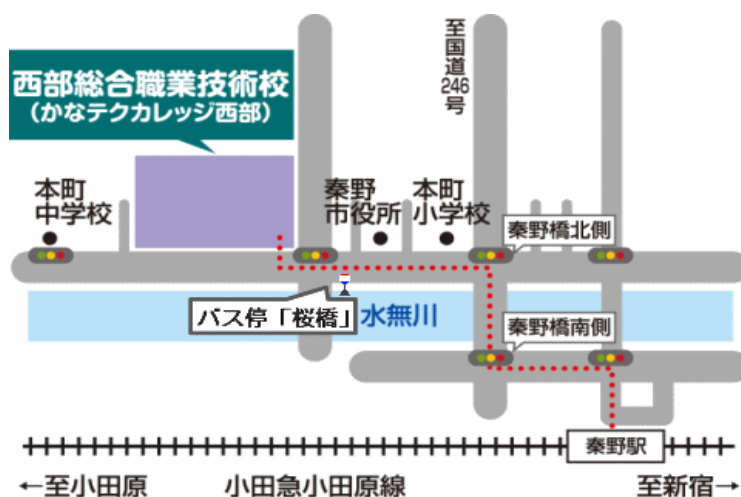 西部総合職業技術校
(かなテクカレッジ西部)
至国道246号
本町
中学校
秦野
市役所
本町
小学校
秦野橋北側
バス停「桜橋」
水無川
秦野橋南側
秦野駅
←至小田原
小田急小田原線
至新宿→